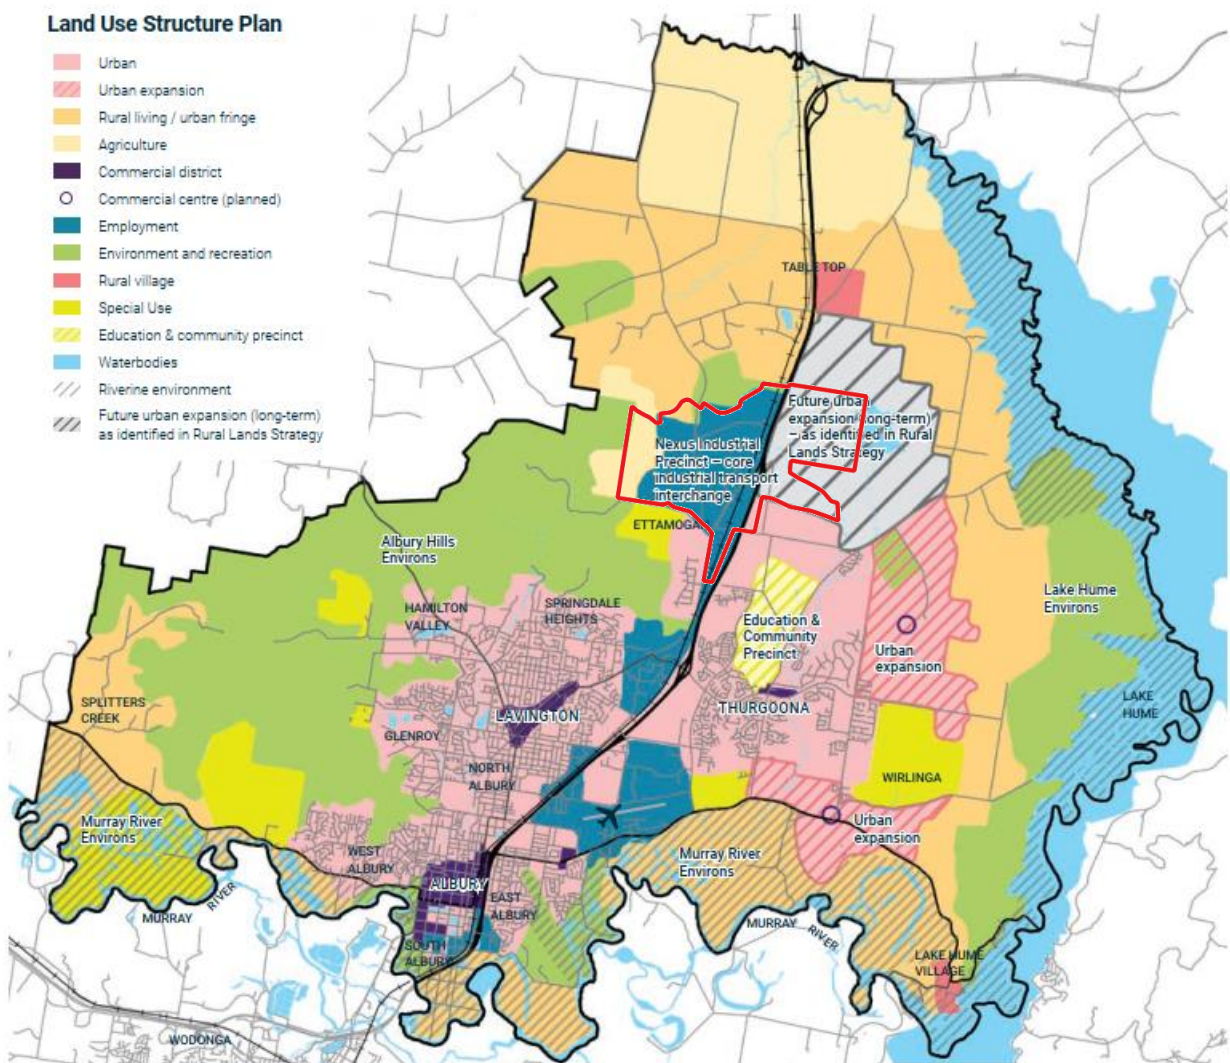 Land Use Structure Plan
Urban
Urban expansion
Rural living / urban fringe
Agriculture
Commercial district
Commercial centre (planned)
Employment
Environment and recreation
Rural village
Special Use
Education & community precinct
Waterbodies
Riverine environment
Future urban expansion (long-term)
as identified in Rural Lands Strategy
TABLE TOP
Future urban
expansion (long-term)
– as identified in Rural
Lands Strategy
Nexus Industrial
Precinct – core
industrial transport
interchange
ETTAMOGA
Albury Hills
Environs
HAMILTON
VALLEY
SPRINGDALE
HEIGHTS
Education &
Community
Precinct
Urban
expansion
Lake Hume
Environs
SPLITTERS
CREEK
LAVINGTON
THURGOONA
LAKE
HUME
GLENROY
NORTH
ALBURY
WIRLINGA
Murray River
Environs
WEST
ALBURY
Murray River
Environs
Urban
expansion
ALBURY
EAST
ALBURY
MURRAY
RIVER
MURRAY
RIVER
SOUTH
ALBURY
LAKE HUME
VILLAGE
WODONGA